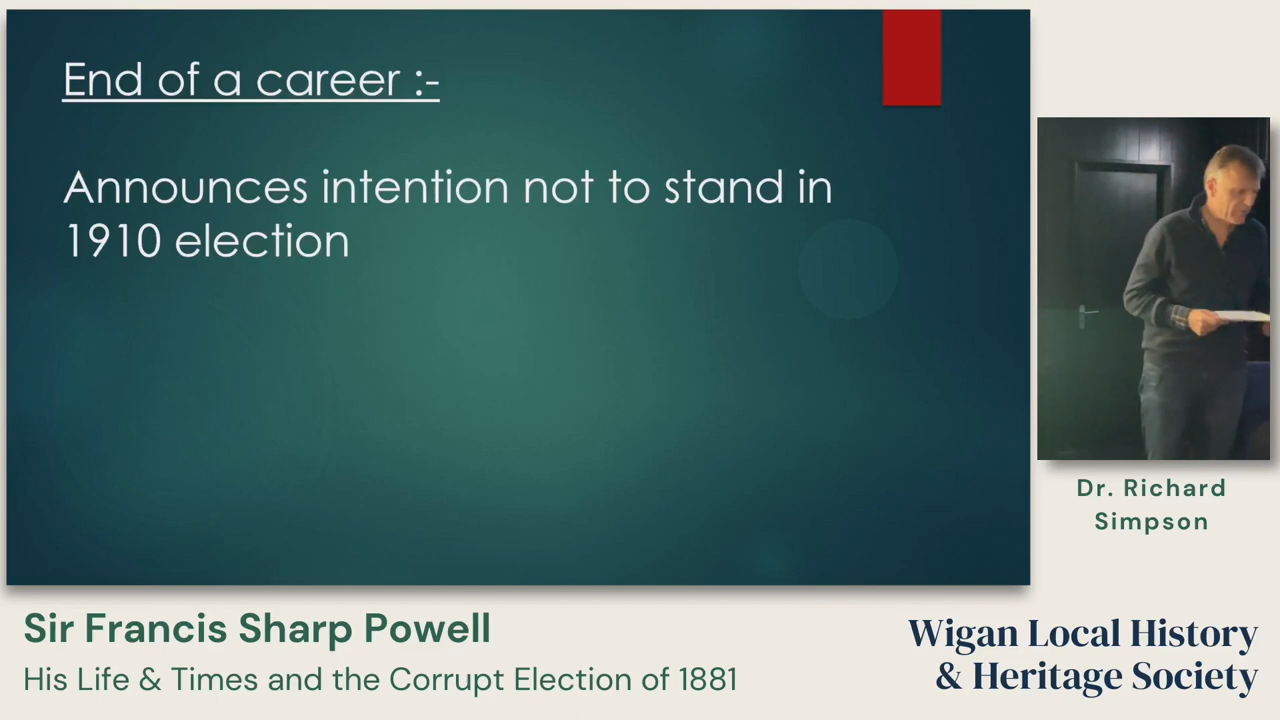 End of a career :-
Announces intention not to stand in
1910 election
Dr. Richard
Simpson
Sir Francis Sharp Powell
His Life & Times and the Corrupt Election of 1881
Wigan Local History
& Heritage Society